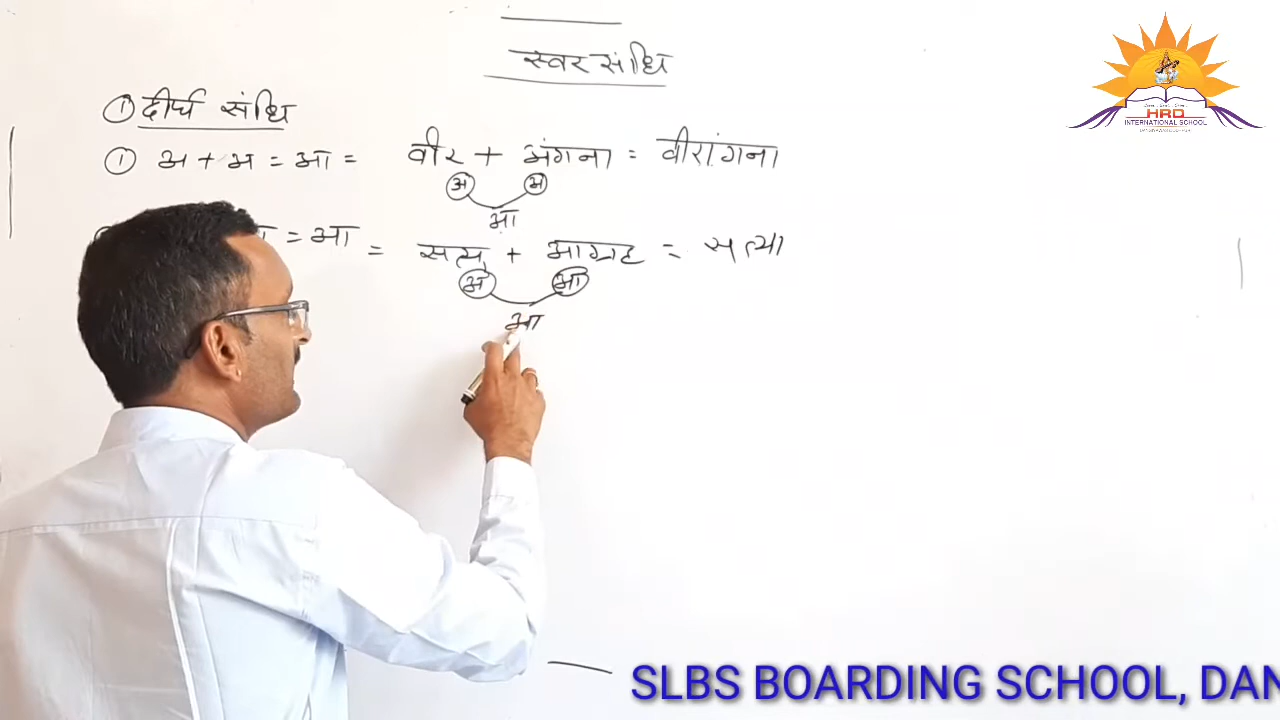 स्वर संधि
① दीर्घ संधि
① अ + अ = आ = वीर + अंगना = वीरांगना
अ अ
आ
= आ = सत्य + आग्रह = सत्या
अ आ
आ
HRD
INTERNATIONAL SCHOOL
SLBS BOARDING SCHOOL, DAN